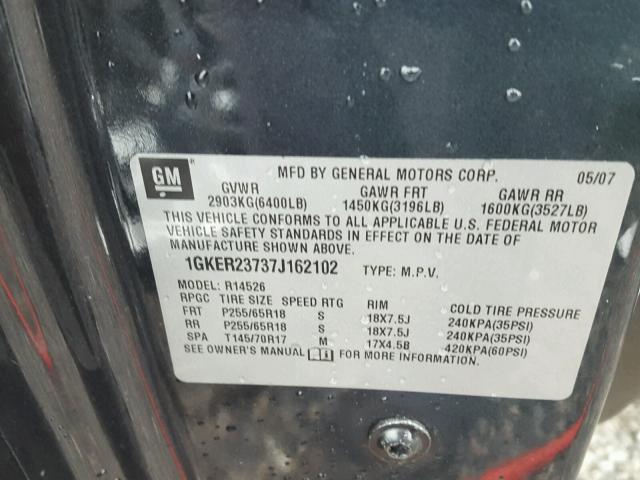 GM® MFD BY GENERAL MOTORS CORP. 05/07
GVWR GAWR FRT GAWR RR
2903KG(6400LB) 1450KG(3196LB) 1600KG(3527LB)
THIS VEHICLE CONFORMS TO ALL APPLICABLE U.S. FEDERAL MOTOR
VEHICLE SAFETY STANDARDS IN EFFECT ON THE DATE OF
MANUFACTURE SHOWN ABOVE.
1GKER23737J162102 TYPE: M.P.V.
MODEL: R14526
RPGC TIRE SIZE SPEED RTG RIM COLD TIRE PRESSURE
FRT P255/65R18 S 18X7.5J 240KPA(35PSI)
RR P255/65R18 S 18X7.5J 240KPA(35PSI)
SPA T145/70R17 M 17X4.5B 420KPA(60PSI)
SEE OWNER'S MANUAL FOR MORE INFORMATION.